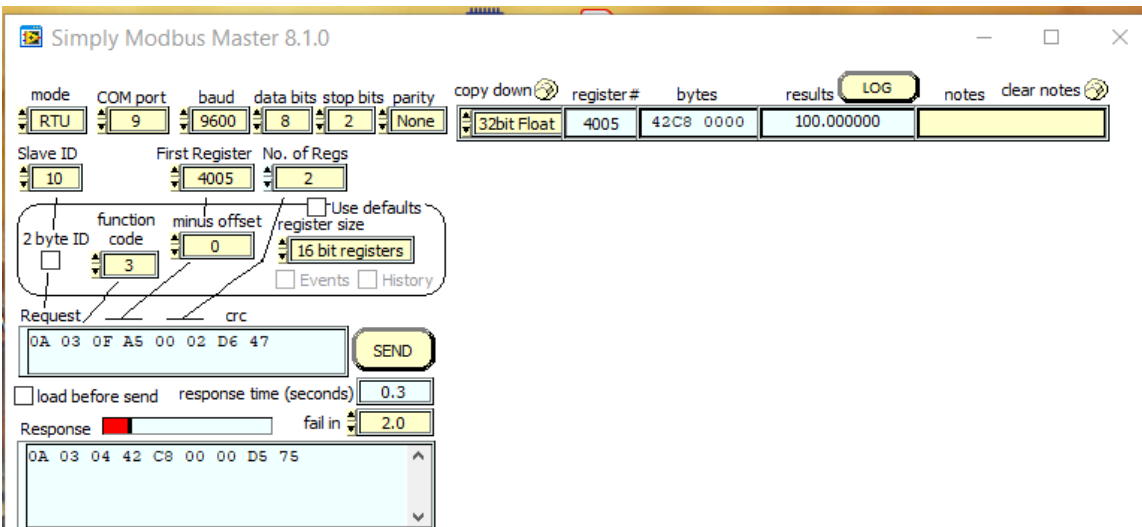 Simply Modbus Master 8.1.0
mode COM port baud data bits stop bits parity
RTU 9 9600 8 2 None
copy down register # bytes results LOG notes clear notes
32bit Float 4005 42C8 0000 100.000000
Slave ID First Register No. of Regs
10 4005 2
Use defaults
2 byte ID function code minus offset register size
3 0 16 bit registers
Events History
Request crc
0A 03 0F A5 00 02 D6 47
SEND
load before send response time (seconds) 0.3
Response fail in 2.0
0A 03 04 42 C8 00 00 D5 75